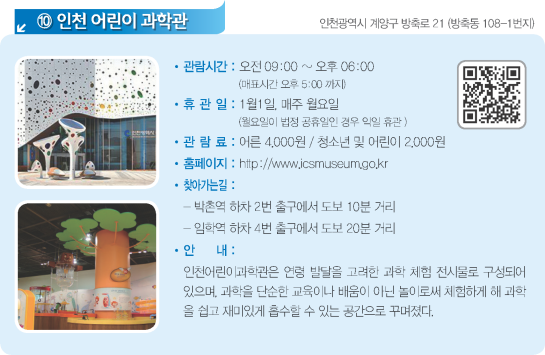 ⑩ 인천 어린이 과학관
인천광역시 계양구 방축로 21 (방축동 108-1번지)
• 관람시간 : 오전 09:00 ~ 오후 06:00
(매표시간 오후 5:00 까지)
• 휴 관 일 : 1월1일, 매주 월요일
(월요일이 법정 공휴일인 경우 익일 휴관)
• 관 람 료 : 어른 4,000원 / 청소년 및 어린이 2,000원
• 홈페이지 : http://www.icsmuseum.go.kr
• 찾아가는길 :
- 박촌역 하차 2번 출구에서 도보 10분 거리
- 임학역 하차 4번 출구에서 도보 20분 거리
• 안 내 :
인천어린이과학관은 연령 발달을 고려한 과학 체험 전시물로 구성되어
있으며, 과학을 단순한 교육이나 배움이 아닌 놀이로써 체험하게 해 과학
을 쉽고 재미있게 흡수할 수 있는 공간으로 꾸며졌다.